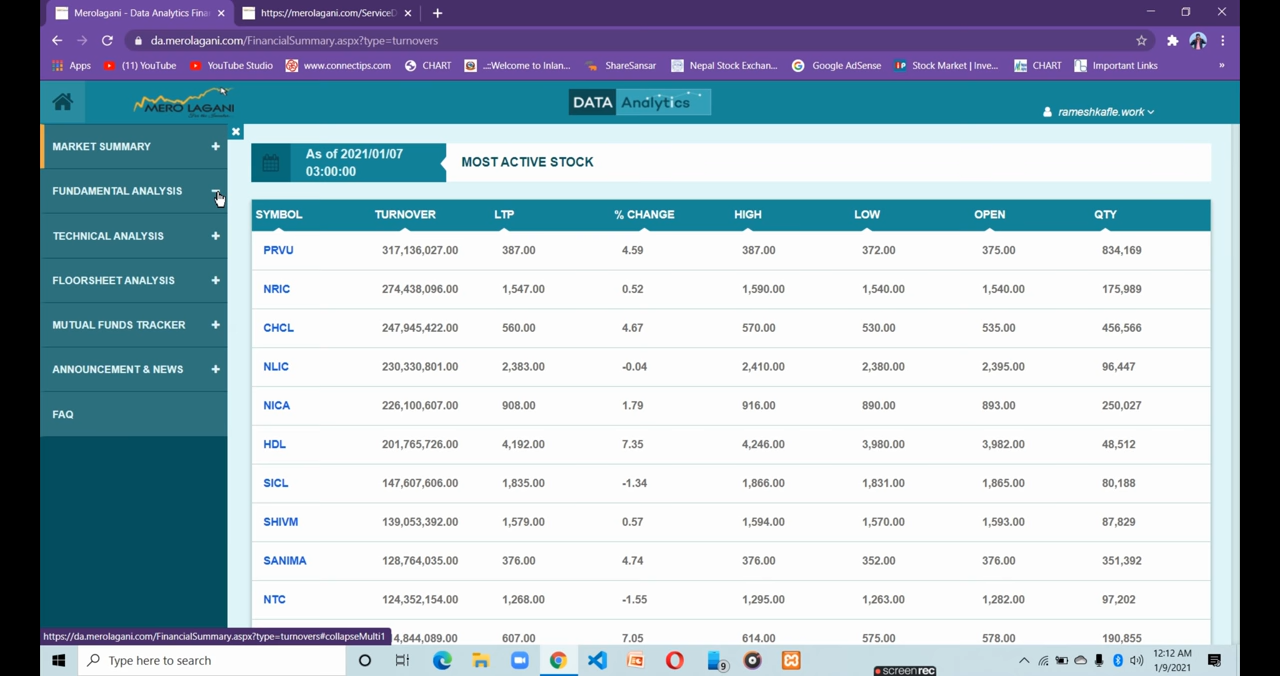 Merolagani - Data Analytics Fina
https://merolagani.com/ServiceD
da.merolagani.com/FinancialSummary.aspx?type=turnovers
Apps
(11) YouTube
YouTube Studio
www.connectips.com
CHART
..::Welcome to Inlan...
ShareSansar
Nepal Stock Exchan...
Google AdSense
Stock Market | Inve...
CHART
Important Links
»
MERO LAGANI
DATA Analytics
rameshkafle.work
MARKET SUMMARY +
FUNDAMENTAL ANALYSIS
TECHNICAL ANALYSIS +
FLOORSHEET ANALYSIS +
MUTUAL FUNDS TRACKER +
ANNOUNCEMENT & NEWS +
FAQ
As of 2021/01/07
03:00:00
MOST ACTIVE STOCK
SYMBOL TURNOVER LTP % CHANGE HIGH LOW OPEN QTY
PRVU 317,136,027.00 387.00 4.59 387.00 372.00 375.00 834,169
NRIC 274,438,096.00 1,547.00 0.52 1,590.00 1,540.00 1,540.00 175,989
CHCL 247,945,422.00 560.00 4.67 570.00 530.00 535.00 456,566
NLIC 230,330,801.00 2,383.00 -0.04 2,410.00 2,380.00 2,395.00 96,447
NICA 226,100,607.00 908.00 1.79 916.00 890.00 893.00 250,027
HDL 201,765,726.00 4,192.00 7.35 4,246.00 3,980.00 3,982.00 48,512
SICL 147,607,606.00 1,835.00 -1.34 1,866.00 1,831.00 1,865.00 80,188
SHIVM 139,053,392.00 1,579.00 0.57 1,594.00 1,570.00 1,593.00 87,829
SANIMA 128,764,035.00 376.00 4.74 376.00 352.00 376.00 351,392
NTC 124,352,154.00 1,268.00 -1.55 1,295.00 1,263.00 1,282.00 97,202
4,844,089.00 607.00 7.05 614.00 575.00 578.00 190,855
https://da.merolagani.com/FinancialSummary.aspx?type=turnovers#collapseMulti1
Type here to search
9
12:12 AM
1/9/2021
screenrec